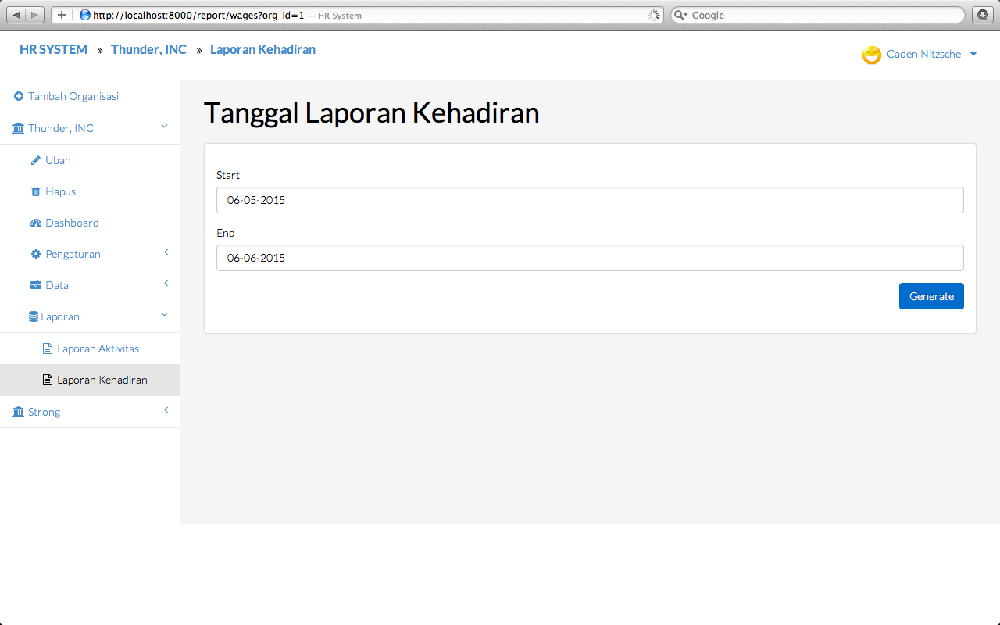 http://localhost:8000/report/wages?org_id=1 — HR System
Google
HR SYSTEM » Thunder, INC » Laporan Kehadiran
Caden Nitzsche
Tambah Organisasi
Thunder, INC
Ubah
Hapus
Dashboard
Pengaturan
Data
Laporan
Laporan Aktivitas
Laporan Kehadiran
Strong
Tanggal Laporan Kehadiran
Start
06-05-2015
End
06-06-2015
Generate